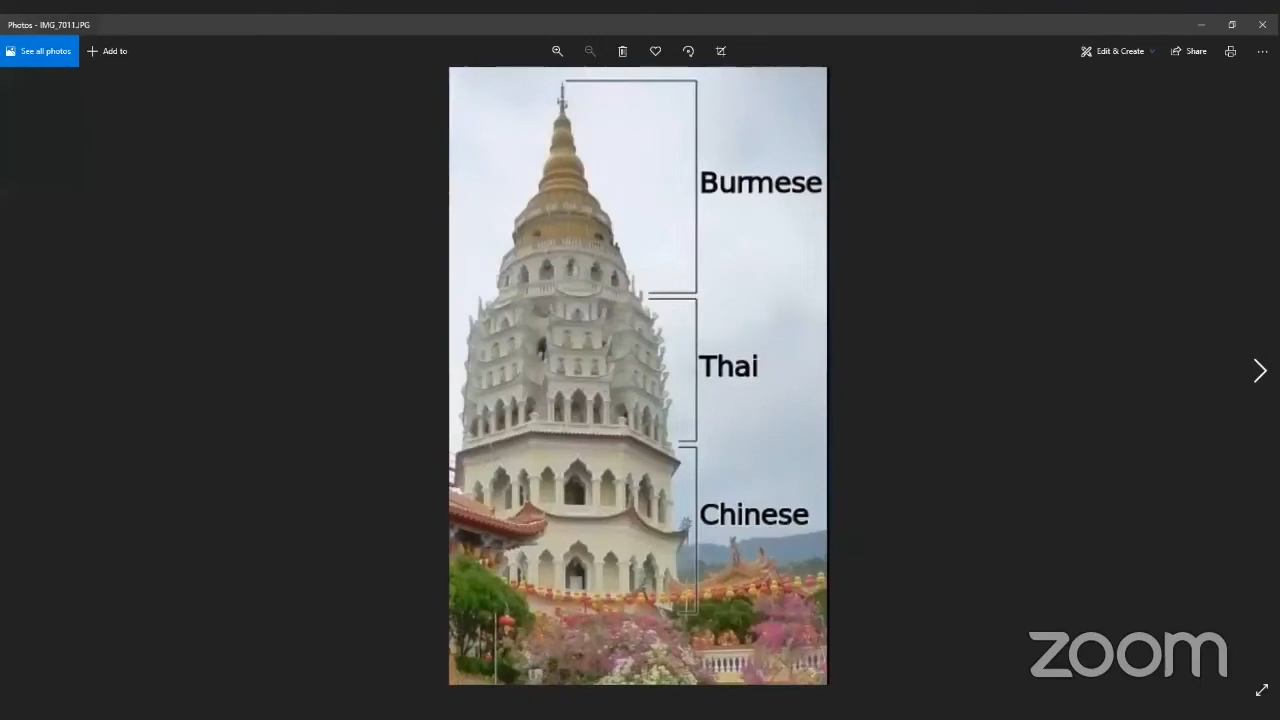 Photos - IMG_7011.JPG
See all photos
Add to
Edit & Create
Share
Burmese
Thai
Chinese
zoom